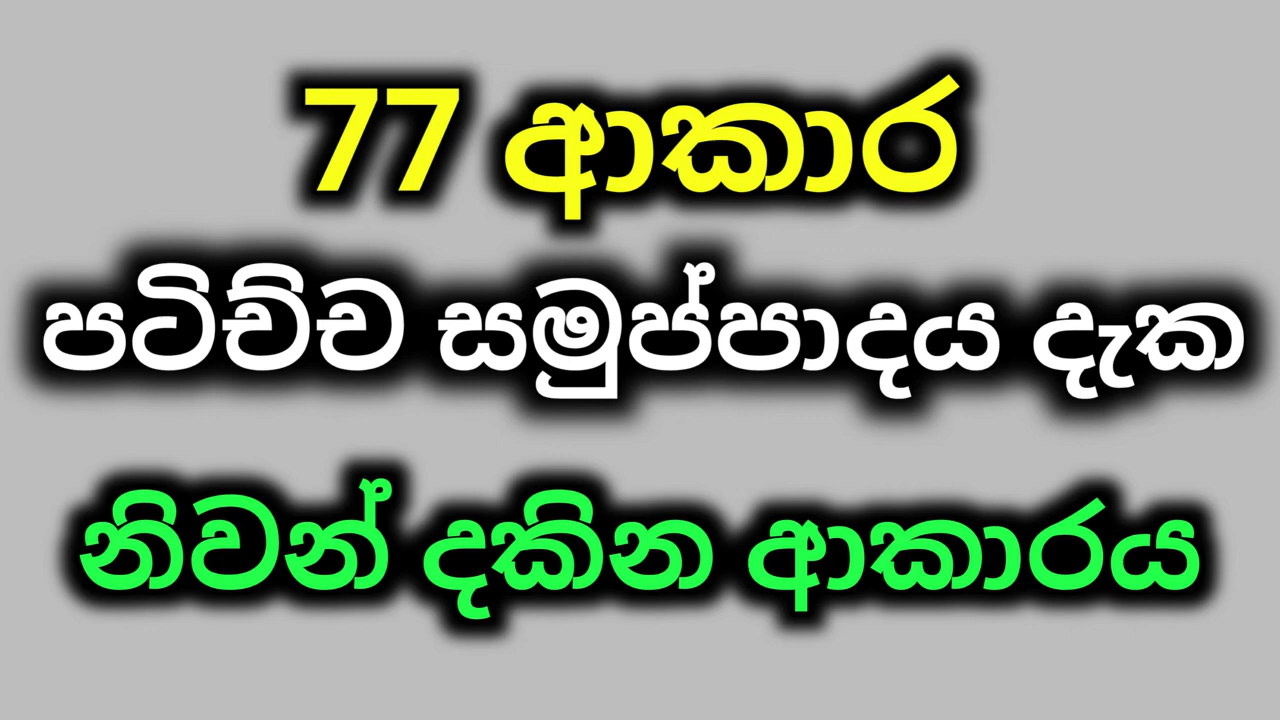 77 ආකාර
පටිච්ච සමුප්පාදය දැක
නිවන් දකින ආකාරය